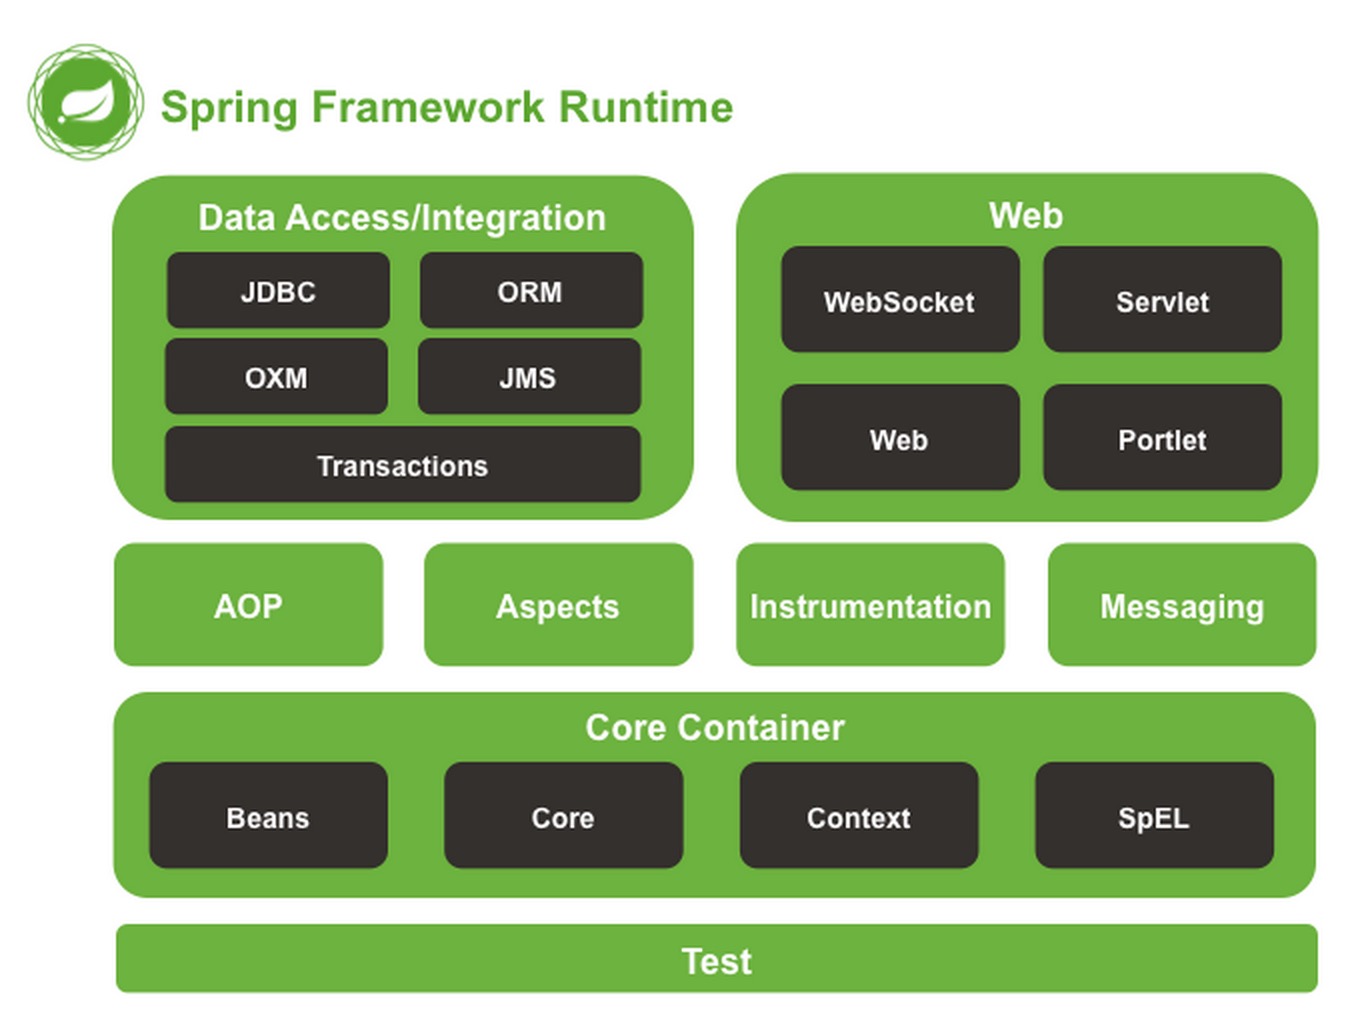 Spring Framework Runtime
Data Access/Integration
JDBC
ORM
OXM
JMS
Transactions
Web
WebSocket
Servlet
Web
Portlet
AOP
Aspects
Instrumentation
Messaging
Core Container
Beans
Core
Context
SpEL
Test